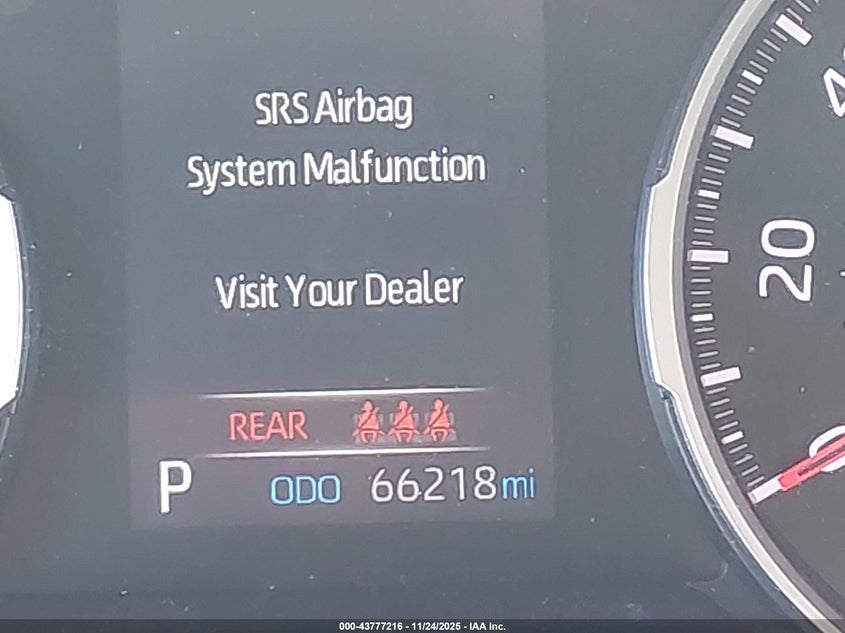 SRS Airbag
System Malfunction
Visit Your Dealer
REAR
P ODO 66218 mi
20
0
000-43777216 - 11/24/2025 - IAA Inc.